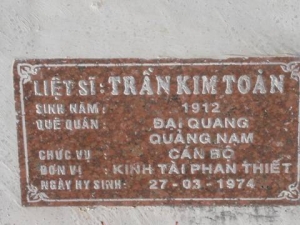 LIỆT SĨ: TRẦN KIM TOÀN
SINH NĂM: 1912
QUÊ QUÁN: ĐẠI QUANG
QUẢNG NAM
CHỨC VỤ: CÁN BỘ
ĐƠN VỊ: KINH TÀI PHAN THIẾT
NGÀY HY SINH: 27-03-1974